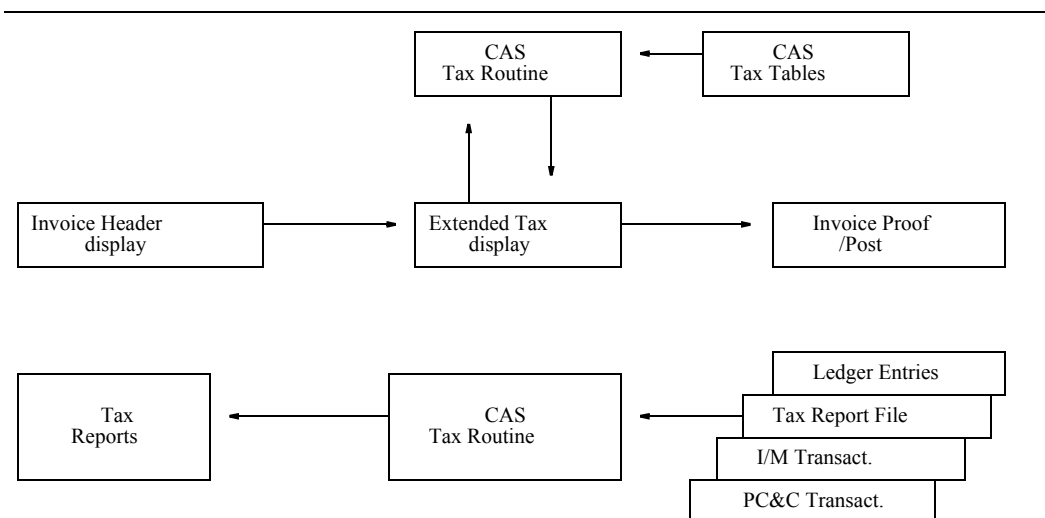 CAS
Tax Routine
CAS
Tax Tables
Invoice Header
display
Extended Tax
display
Invoice Proof
/Post
Tax
Reports
CAS
Tax Routine
Ledger Entries
Tax Report File
I/M Transact.
PC&C Transact.